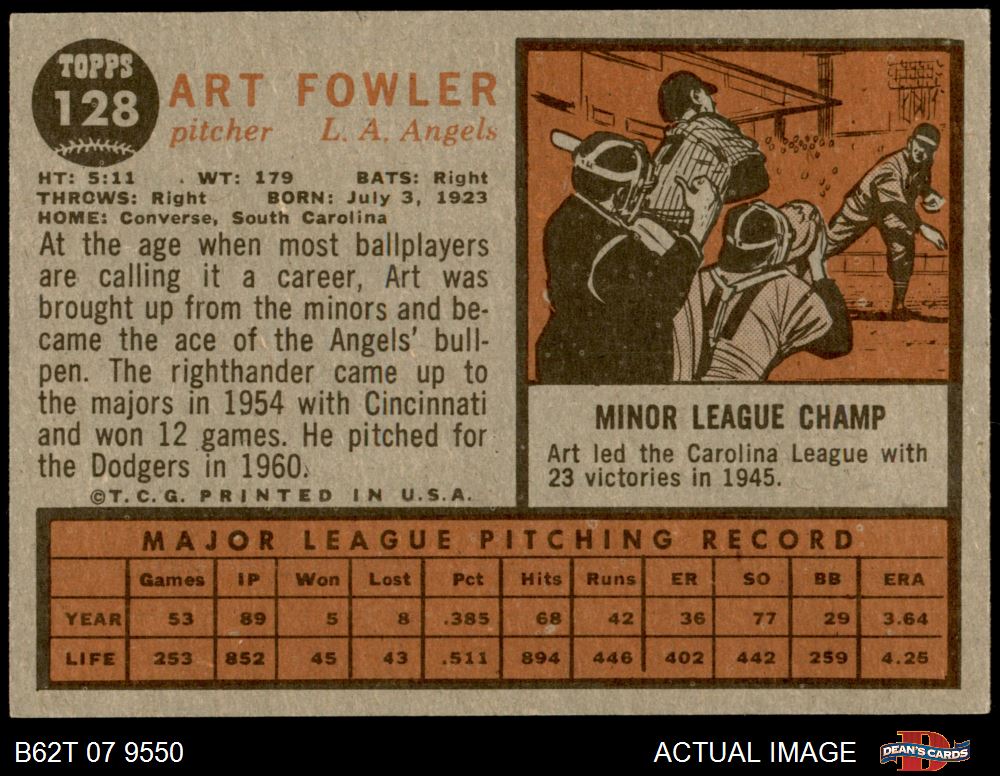 TOPPS
128
ART FOWLER
pitcher L. A. Angels
HT: 5:11 WT: 179 BATS: Right
THROWS: Right BORN: July 3, 1923
HOME: Converse, South Carolina
At the age when most ballplayers
are calling it a career, Art was
brought up from the minors and be-
came the ace of the Angels' bull-
pen. The righthander came up to
the majors in 1954 with Cincinnati
and won 12 games. He pitched for
the Dodgers in 1960.
©T.C.G. PRINTED IN U.S.A.
MINOR LEAGUE CHAMP
Art led the Carolina League with
23 victories in 1945.
MAJOR LEAGUE PITCHING RECORD
Games IP Won Lost Pct Hits Runs ER SO BB ERA
YEAR 53 89 5 8 .385 68 42 36 77 29 3.64
LIFE 253 852 45 43 .511 894 446 402 442 259 4.25
B62T 07 9550 ACTUAL IMAGE DEAN'S CARDS